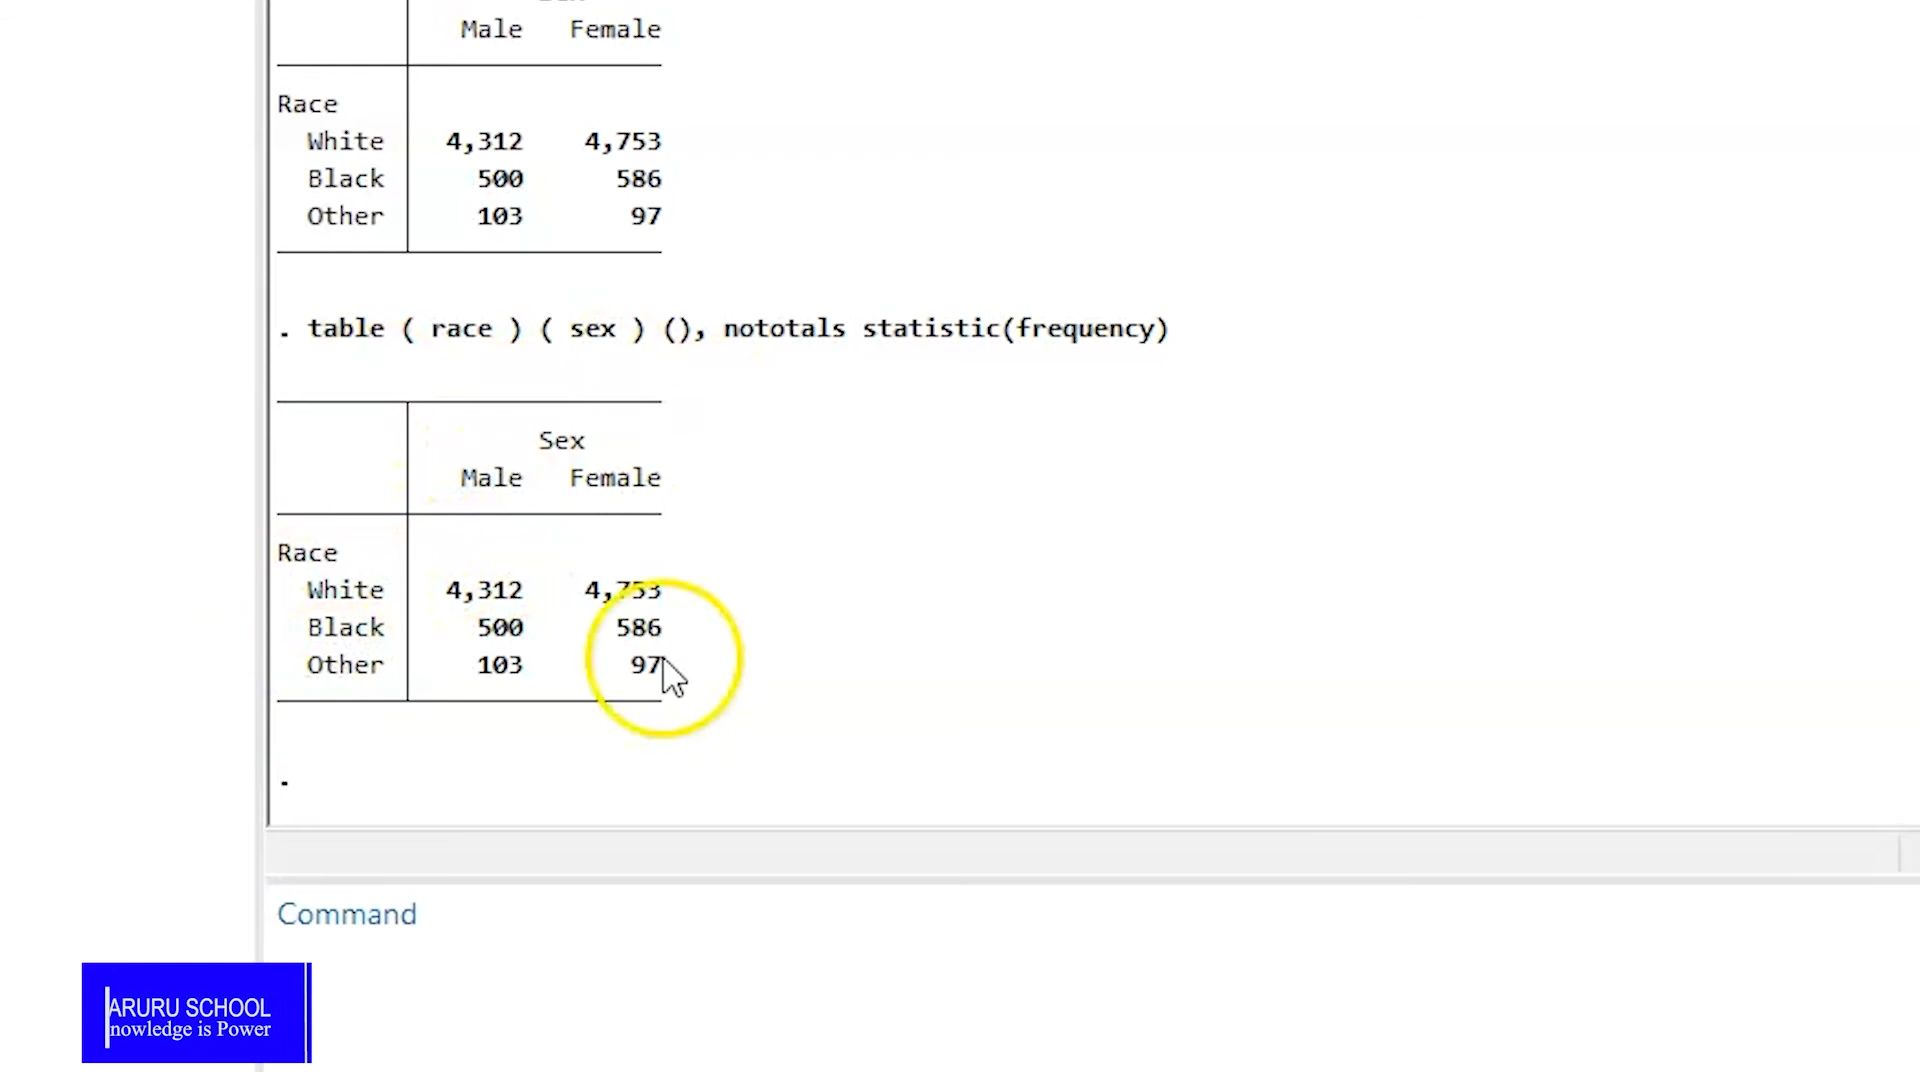 Male Female
Race
White 4,312 4,753
Black 500 586
Other 103 97
. table ( race ) ( sex ) (), nototals statistic(frequency)
Sex
Male Female
Race
White 4,312 4,753
Black 500 586
Other 103 97
.
Command
ARURU SCHOOL
nowledge is Power